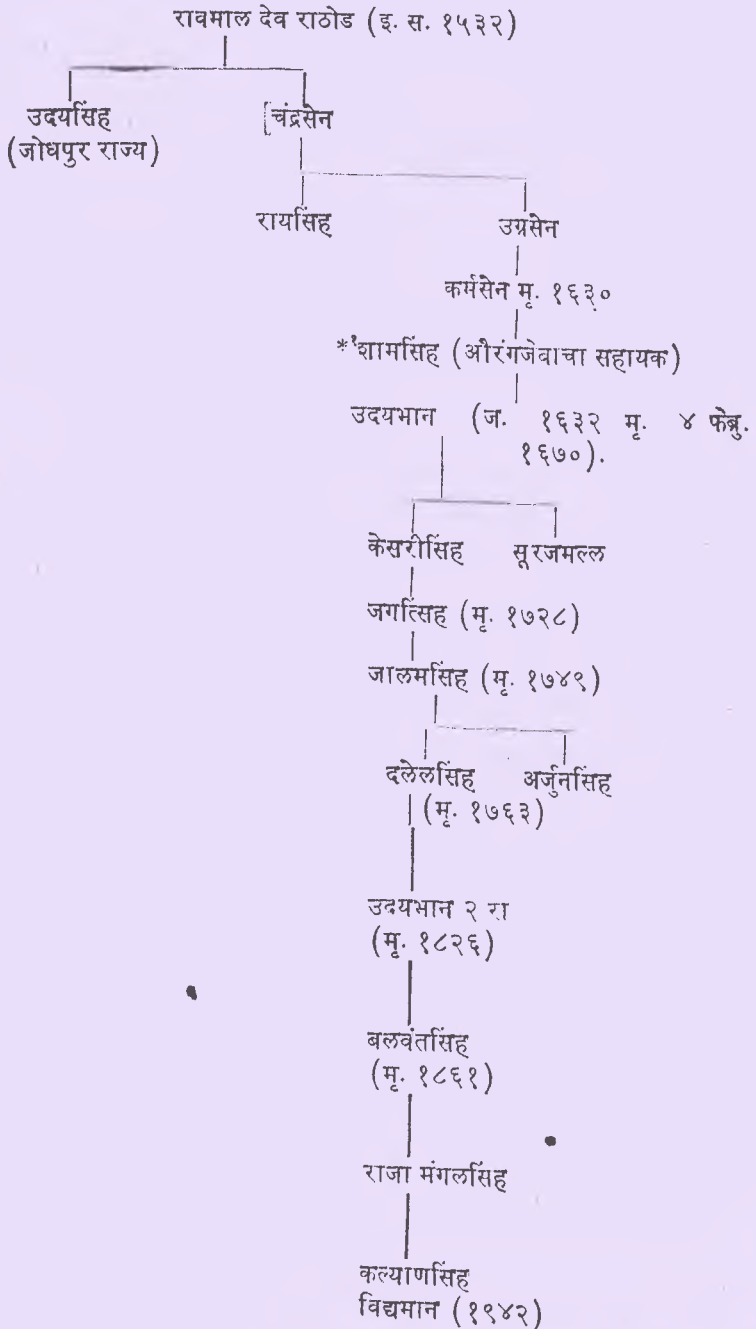 रावमाल देव राठोड (इ. स. १५३२)
उदयसिंह [चंद्रसेन
(जोधपुर राज्य)
रायसिंह उग्रसेन
कर्मसेन मृ. १६३०
*'शामसिंह (औरंगजेबाचा सहायक)
उदयभान (ज. १६३२ मृ. ४ फेब्रु.
१६७०).
केसरीसिंह सूरजमल्ल
जगत्सिंह (मृ. १७२८)
जालमसिंह (मृ. १७४९)
दलेलसिंह अर्जुनसिंह
(मृ. १७६३)
उदयभान २ रा
(मृ. १८२६)
बलवंतसिंह
(मृ. १८६१)
राजा मंगलसिंह
कल्याणसिंह
विद्यमान (१९४२)